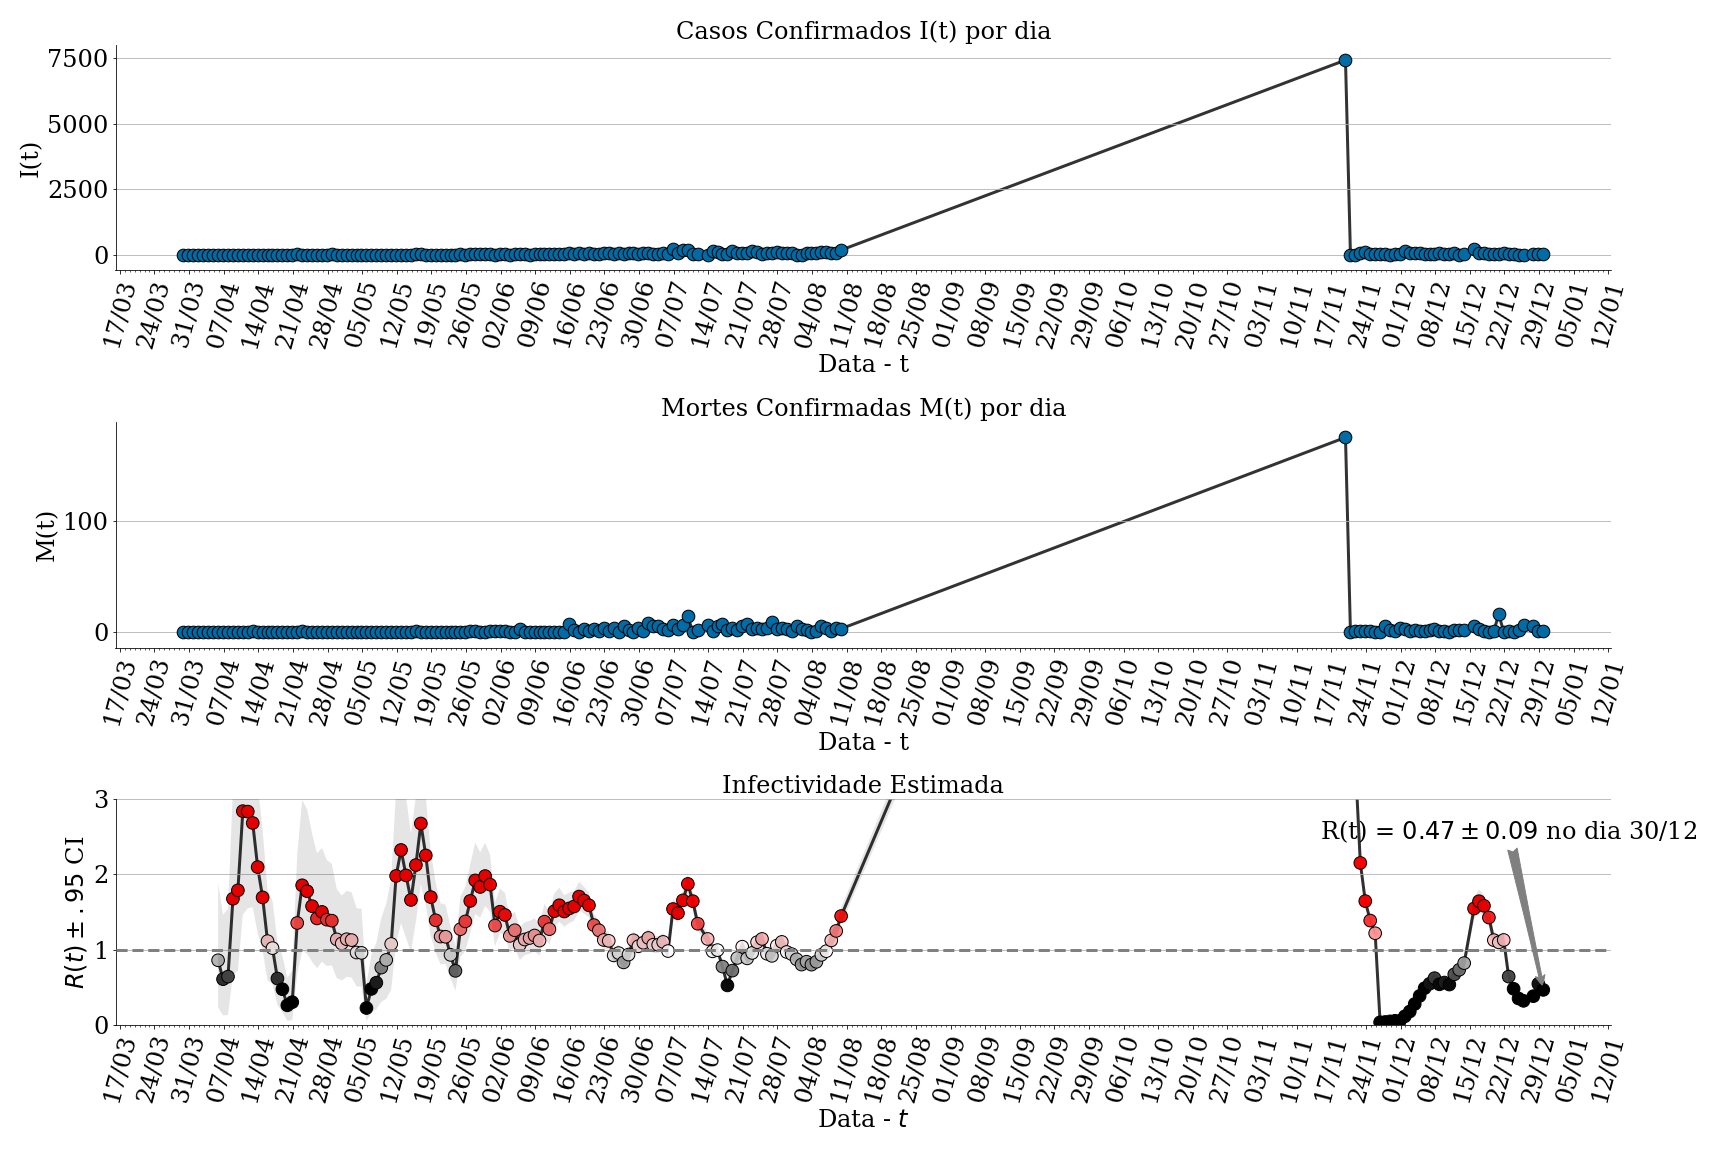 Casos Confirmados I(t) por dia
I(t)
7500
5000
2500
0
17/03 24/03 31/03 07/04 14/04 21/04 28/04 05/05 12/05 19/05 26/05 02/06 09/06 16/06 23/06 30/06 07/07 14/07 21/07 28/07 04/08 11/08 18/08 25/08 01/09 08/09 15/09 22/09 29/09 06/10 13/10 20/10 27/10 03/11 10/11 17/11 24/11 01/12 08/12 15/12 22/12 29/12 05/01 12/01
Data - t
Mortes Confirmadas M(t) por dia
M(t)
100
0
17/03 24/03 31/03 07/04 14/04 21/04 28/04 05/05 12/05 19/05 26/05 02/06 09/06 16/06 23/06 30/06 07/07 14/07 21/07 28/07 04/08 11/08 18/08 25/08 01/09 08/09 15/09 22/09 29/09 06/10 13/10 20/10 27/10 03/11 10/11 17/11 24/11 01/12 08/12 15/12 22/12 29/12 05/01 12/01
Data - t
Infectividade Estimada
R(t) ± .95 CI
3
2
1
0
R(t) = 0.47 ± 0.09 no dia 30/12
17/03 24/03 31/03 07/04 14/04 21/04 28/04 05/05 12/05 19/05 26/05 02/06 09/06 16/06 23/06 30/06 07/07 14/07 21/07 28/07 04/08 11/08 18/08 25/08 01/09 08/09 15/09 22/09 29/09 06/10 13/10 20/10 27/10 03/11 10/11 17/11 24/11 01/12 08/12 15/12 22/12 29/12 05/01 12/01
Data - t